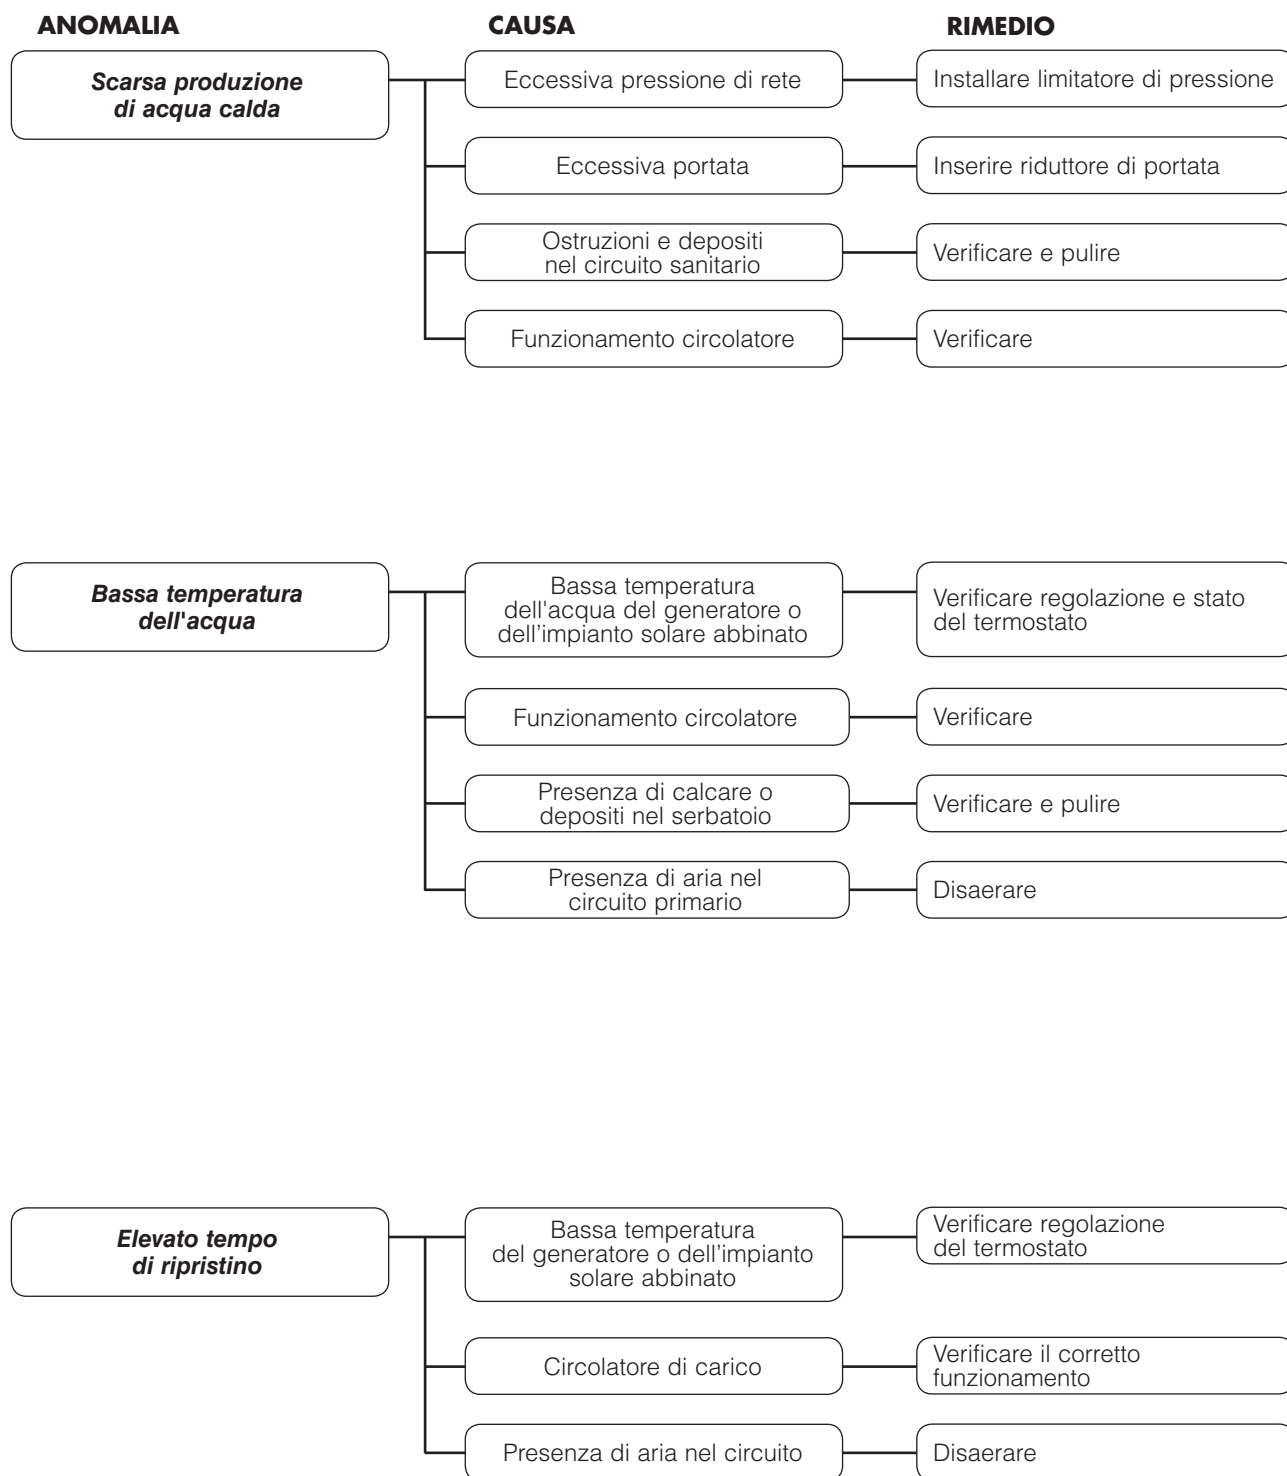 ANOMALIA
CAUSA
RIMEDIO
Scarsa produzione
di acqua calda
Eccessiva pressione di rete
Installare limitatore di pressione
Eccessiva portata
Inserire riduttore di portata
Ostruzioni e depositi
nel circuito sanitario
Verificare e pulire
Funzionamento circolatore
Verificare
Bassa temperatura
dell'acqua
Bassa temperatura
dell'acqua del generatore o
dell’impianto solare abbinato
Verificare regolazione e stato
del termostato
Funzionamento circolatore
Verificare
Presenza di calcare o
depositi nel serbatoio
Verificare e pulire
Presenza di aria nel
circuito primario
Disaerare
Elevato tempo
di ripristino
Bassa temperatura
del generatore o dell’impianto
solare abbinato
Verificare regolazione
del termostato
Circolatore di carico
Verificare il corretto
funzionamento
Presenza di aria nel circuito
Disaerare